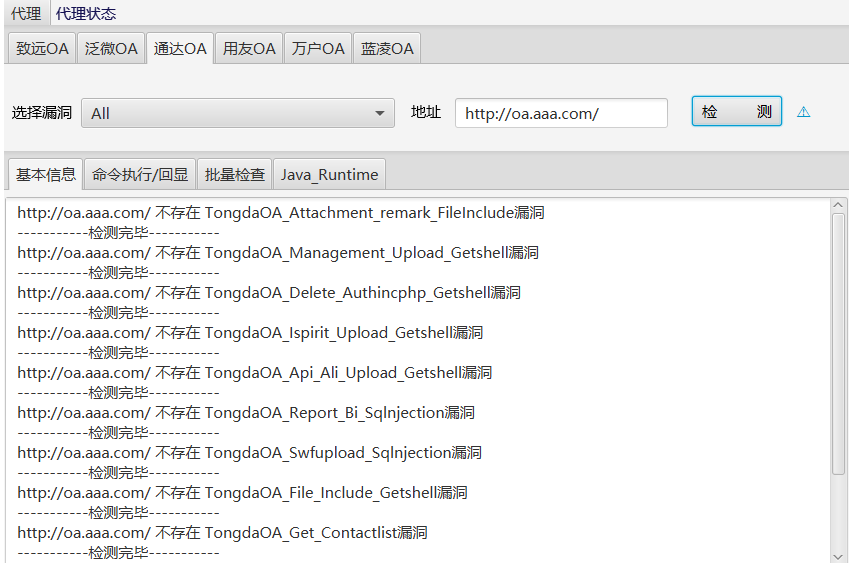 代理 代理状态
致远OA 泛微OA 通达OA 用友OA 万户OA 蓝凌OA
选择漏洞 All 地址 http://oa.aaa.com/ 检 测
基本信息 命令执行/回显 批量检查 Java_Runtime
http://oa.aaa.com/ 不存在 TongdaOA_Attachment_remark_FileInclude漏洞
-----------检测完毕-----------
http://oa.aaa.com/ 不存在 TongdaOA_Management_Upload_Getshell漏洞
-----------检测完毕-----------
http://oa.aaa.com/ 不存在 TongdaOA_Delete_Authincphp_Getshell漏洞
-----------检测完毕-----------
http://oa.aaa.com/ 不存在 TongdaOA_Ispirit_Upload_Getshell漏洞
-----------检测完毕-----------
http://oa.aaa.com/ 不存在 TongdaOA_Api_Ali_Upload_Getshell漏洞
-----------检测完毕-----------
http://oa.aaa.com/ 不存在 TongdaOA_Report_Bi_SqlInjection漏洞
-----------检测完毕-----------
http://oa.aaa.com/ 不存在 TongdaOA_Swfupload_SqlInjection漏洞
-----------检测完毕-----------
http://oa.aaa.com/ 不存在 TongdaOA_File_Include_Getshell漏洞
-----------检测完毕-----------
http://oa.aaa.com/ 不存在 TongdaOA_Get_Contactlist漏洞
-----------检测完毕-----------